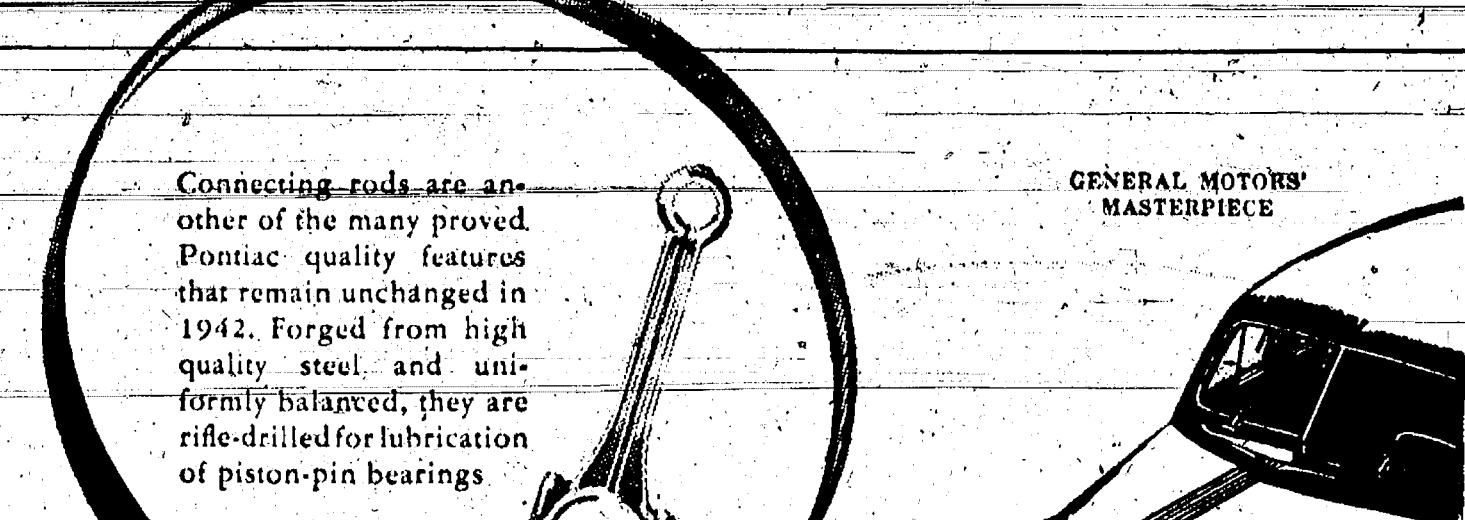 Connecting rods are an-
other of the many proved
Pontiac quality features
that remain unchanged in
1942. Forged from high
quality steel and uni-
formly balanced, they are
rifle-drilled for lubrication
of piston-pin bearings
GENERAL MOTORS'
MASTERPIECE